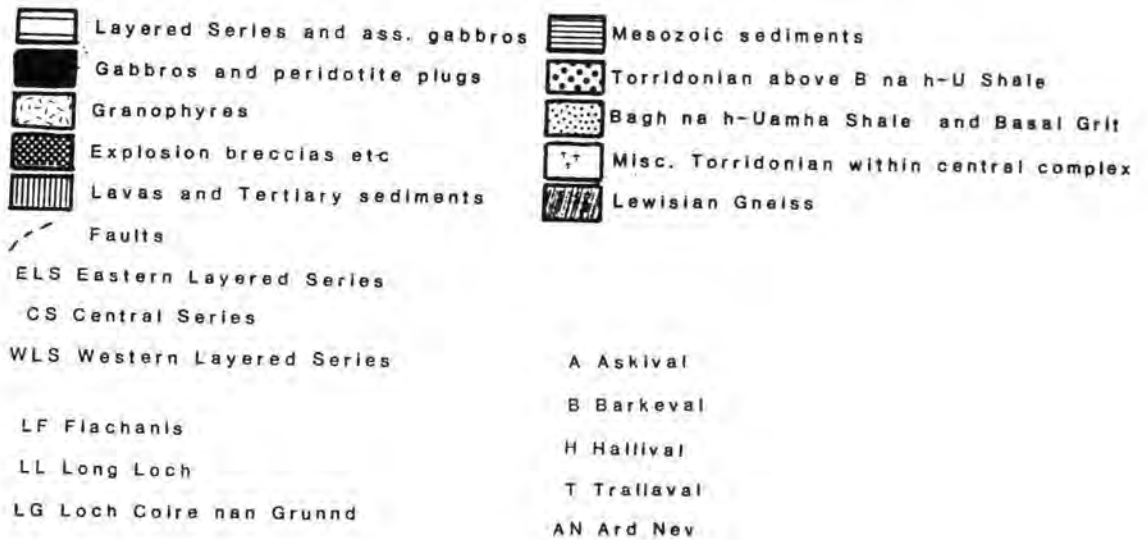 Layered Series and ass. gabbros
Gabbros and peridotite plugs
Granophyres
Explosion breccias etc
Lavas and Tertiary sediments
Faults
ELS Eastern Layered Series
CS Central Series
WLS Western Layered Series
LF Fiachanis
LL Long Loch
LG Loch Coire nan Grunnd
Mesozoic sediments
Torridonian above B na h-U Shale
Bagh na h-Uamha Shale and Basal Grit
Misc. Torridonian within central complex
Lewisian Gneiss
A Askival
B Barkeval
H Hallival
T Trallaval
AN Ard Nev